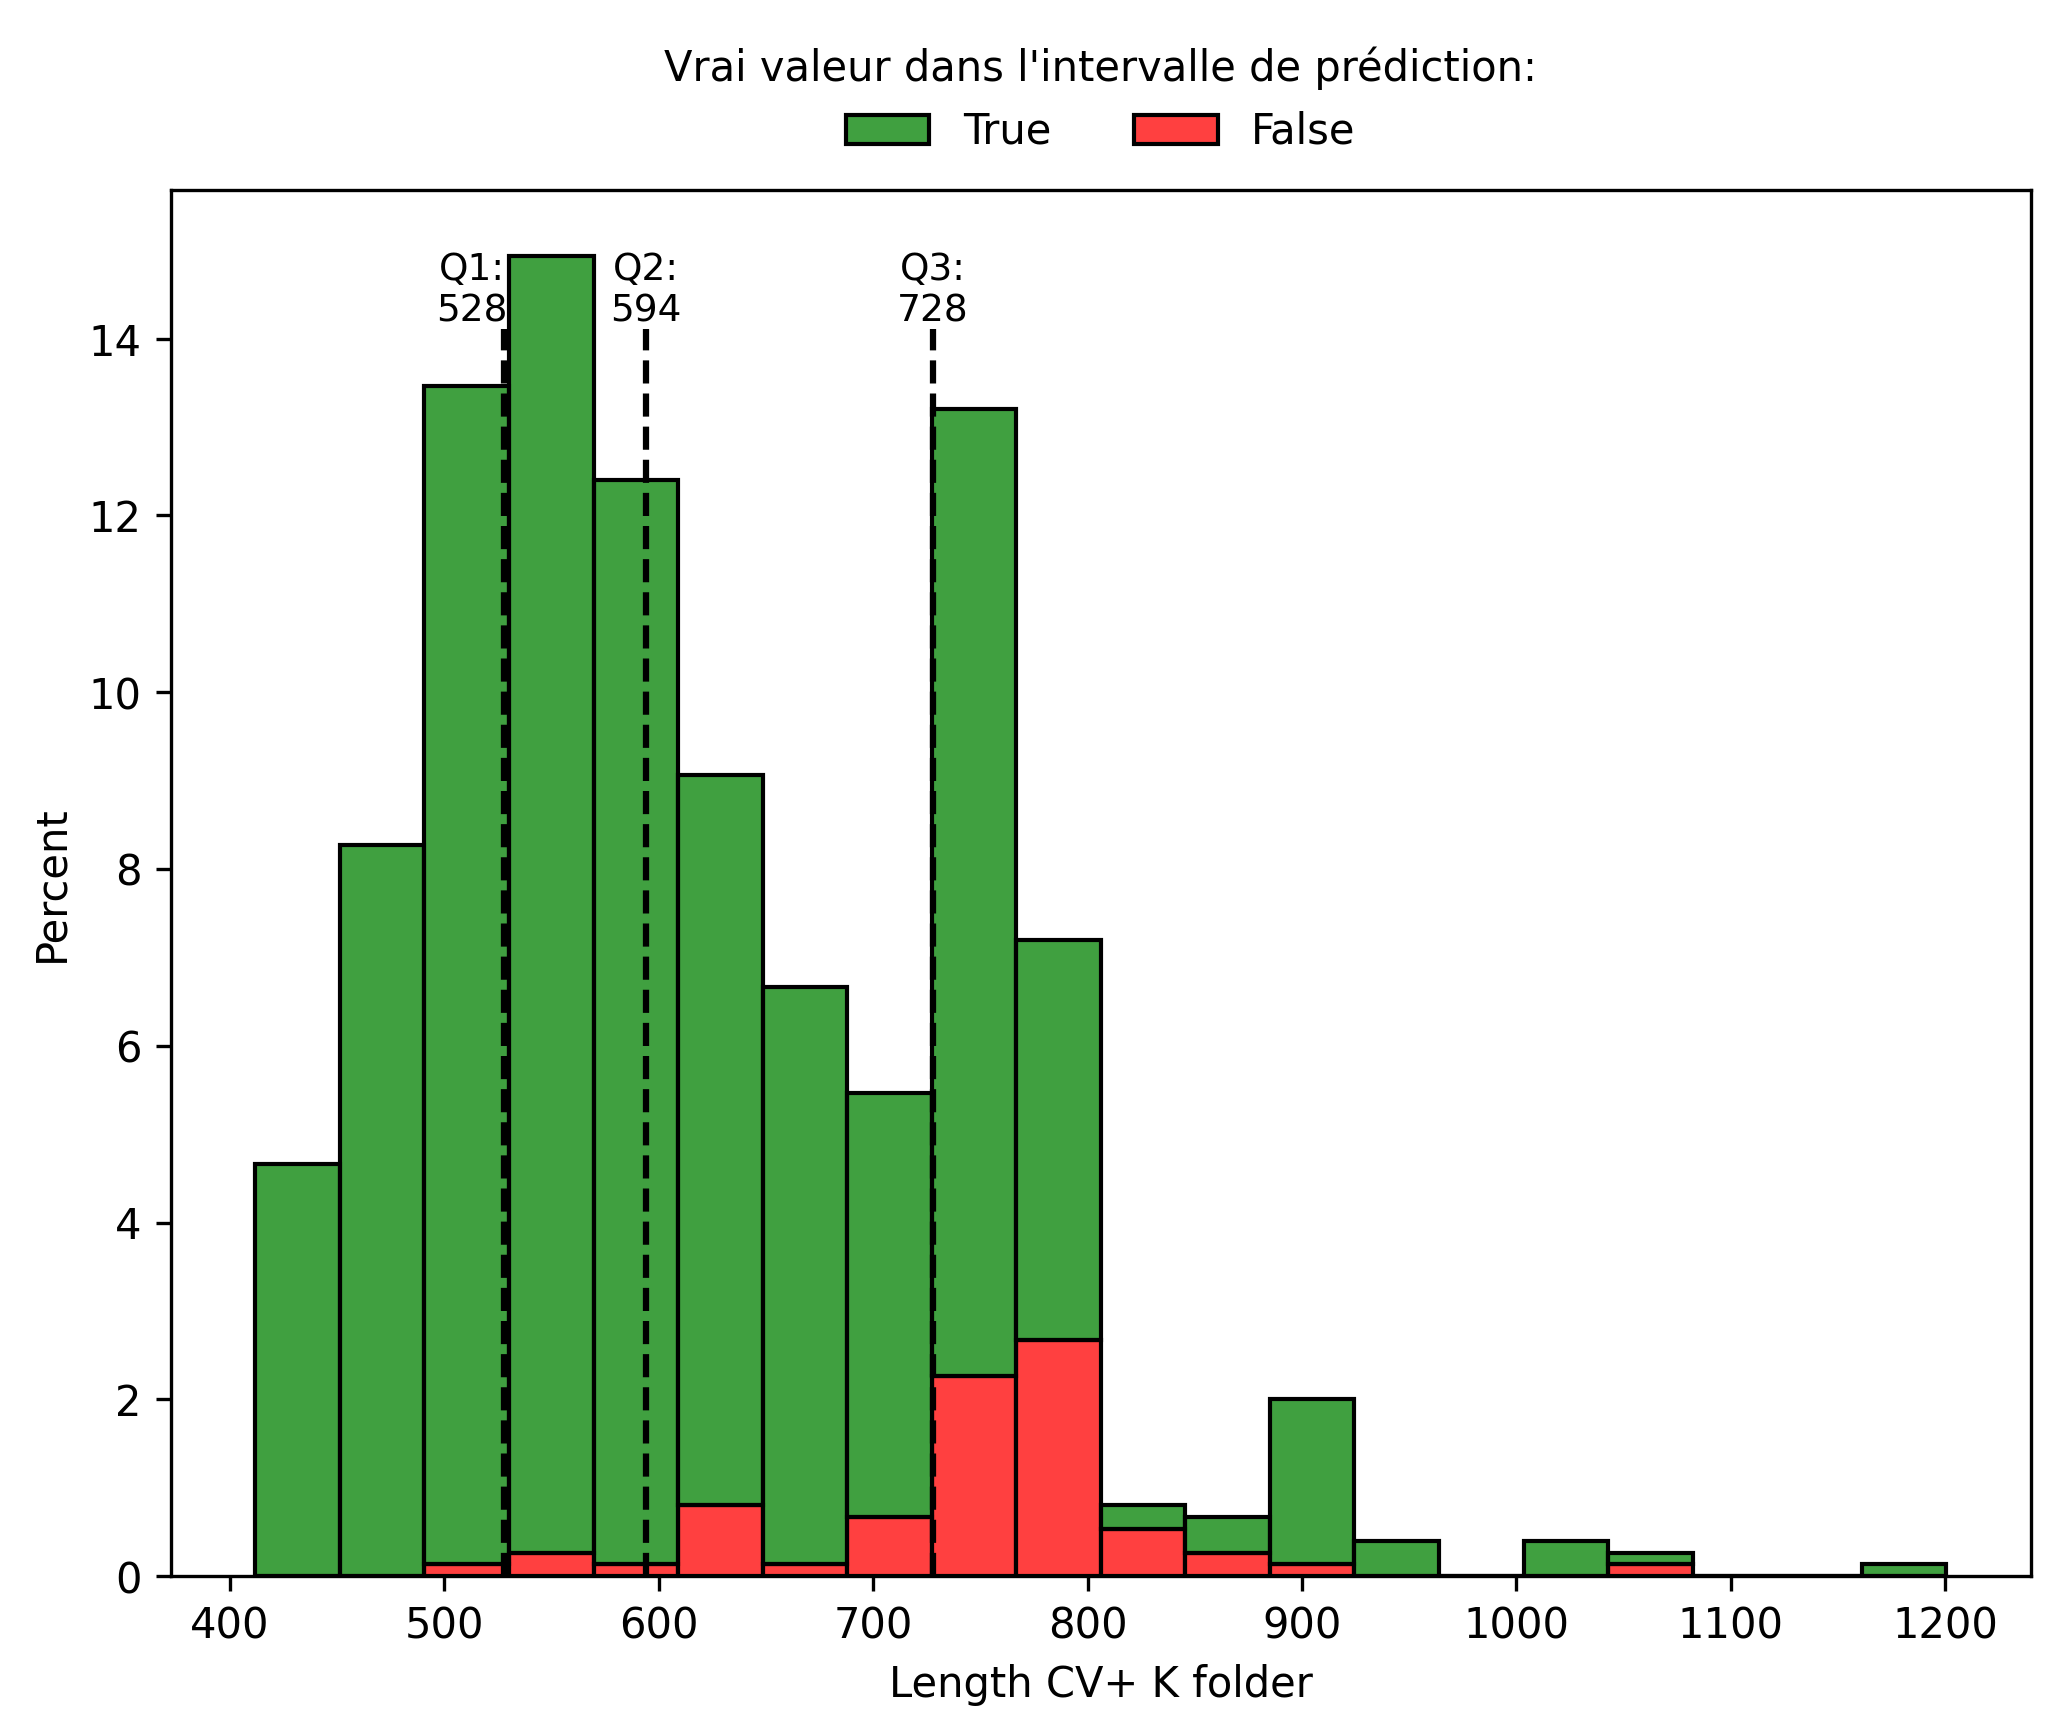 Vrai valeur dans l'intervalle de prédiction:
True False
Q1:
528
Q2:
594
Q3:
728
14
12
10
8
6
4
2
0
Percent
400 500 600 700 800 900 1000 1100 1200
Length CV+ K folder